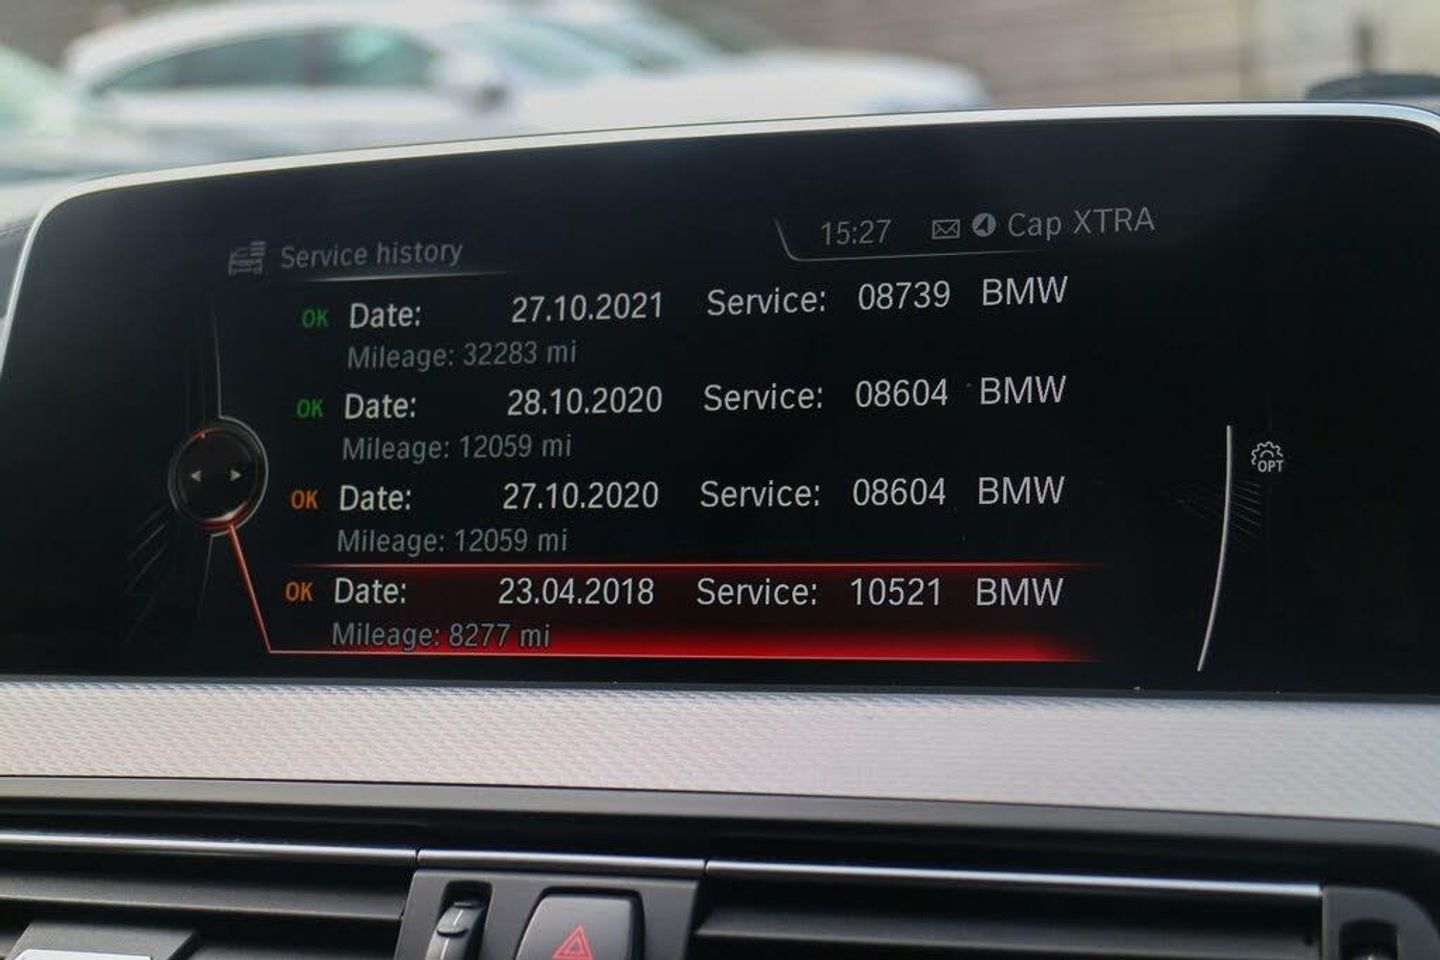 Service history 15:27 Cap XTRA
OK Date: 27.10.2021 Service: 08739 BMW
Mileage: 32283 mi
OK Date: 28.10.2020 Service: 08604 BMW
Mileage: 12059 mi
OK Date: 27.10.2020 Service: 08604 BMW
Mileage: 12059 mi
OPT
OK Date: 23.04.2018 Service: 10521 BMW
Mileage: 8277 mi